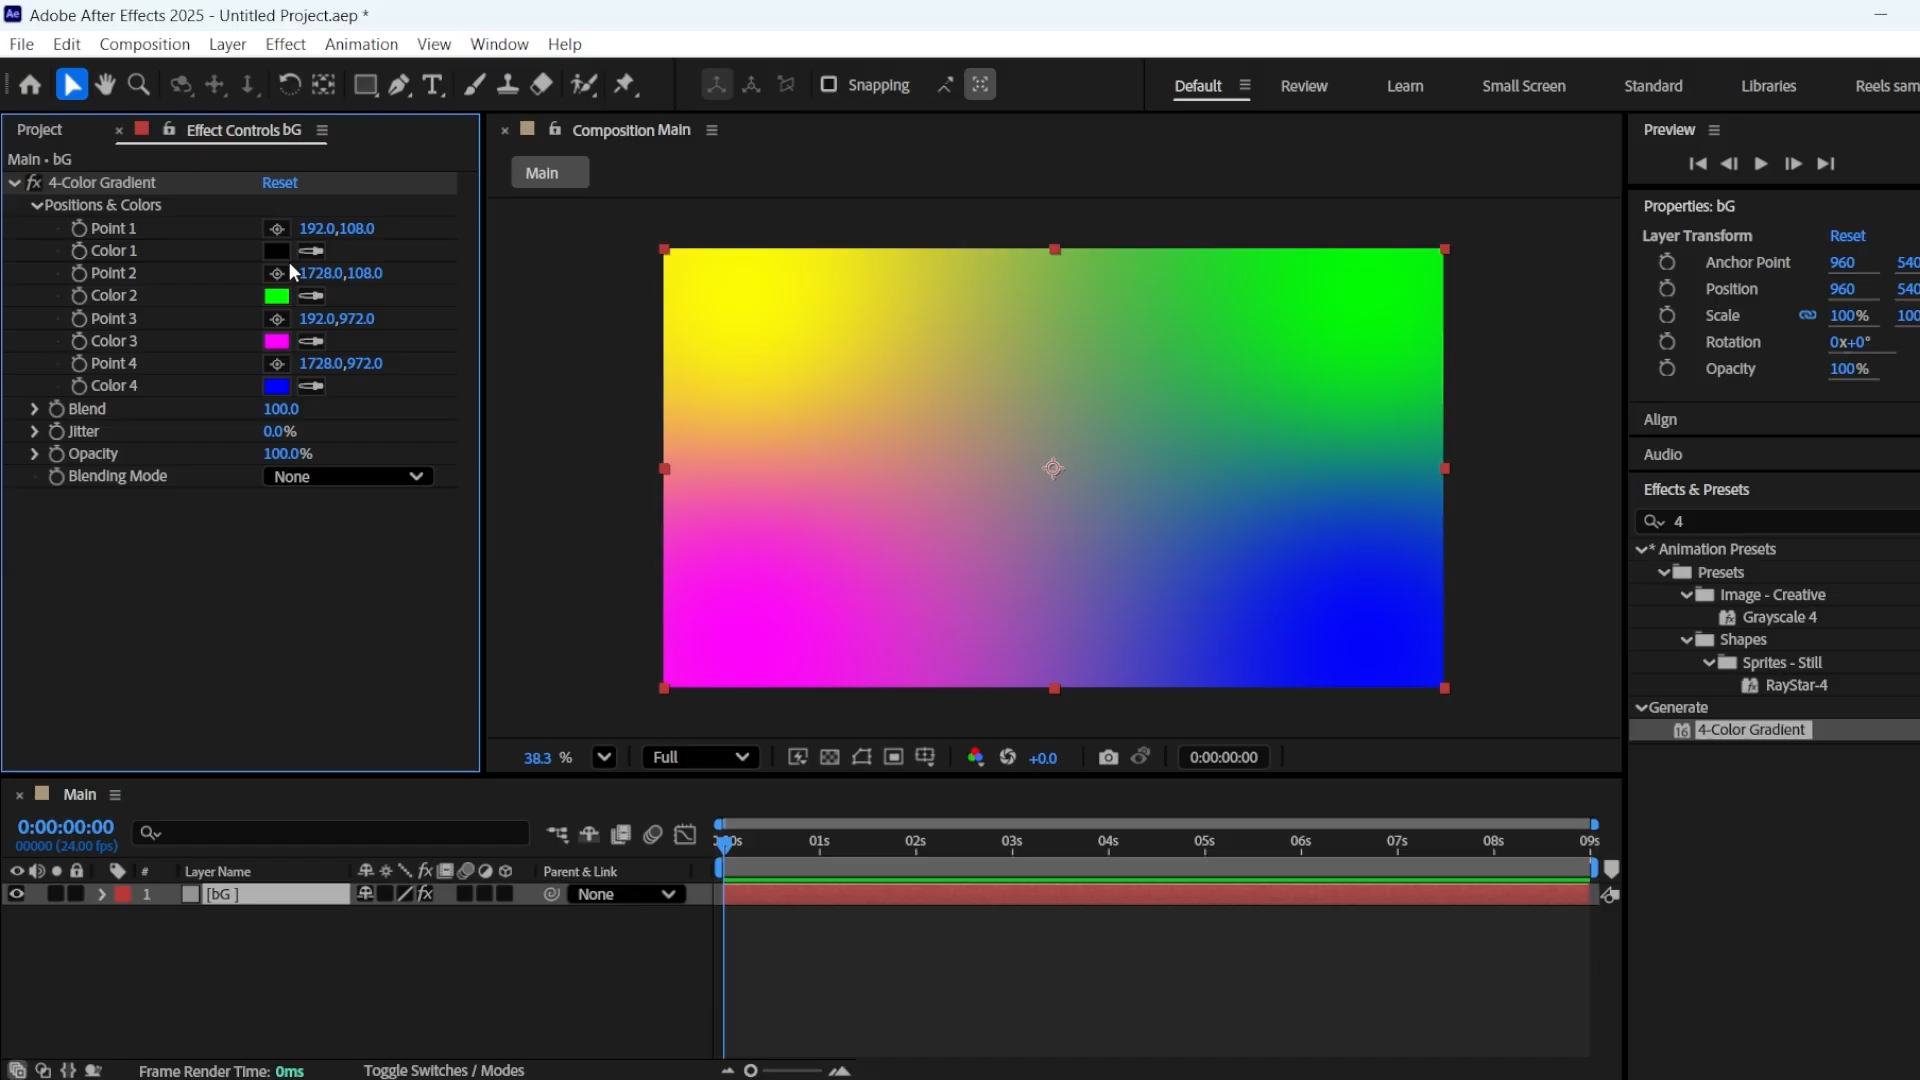 Adobe After Effects 2025 - Untitled Project.aep *
File Edit Composition Layer Effect Animation View Window Help
Snapping Default Review Learn Small Screen Standard Libraries Reels sam
Project Effect Controls bG
Main • bG
4-Color Gradient Reset
Positions & Colors
Point 1 192.0,108.0
Color 1
Point 2 1728.0,108.0
Color 2
Point 3 192.0,972.0
Color 3
Point 4 1728.0,972.0
Color 4
Blend 100.0
Jitter 0.0%
Opacity 100.0%
Blending Mode None
Composition Main
Main
38.3 % Full +0.0 0:00:00:00
Preview
Properties: bG
Layer Transform Reset
Anchor Point 960 540
Position 960 540
Scale 100% 100
Rotation 0x+0°
Opacity 100%
Align
Audio
Effects & Presets
4
* Animation Presets
Presets
Image - Creative
Grayscale 4
Shapes
Sprites - Still
RayStar-4
Generate
4-Color Gradient
Main
0:00:00:00
00000 (24.00 fps)
01s 02s 03s 04s 05s 06s 07s 08s 09s
# Layer Name fx Parent & Link
1 [bG ] fx None
Frame Render Time: 0ms Toggle Switches / Modes